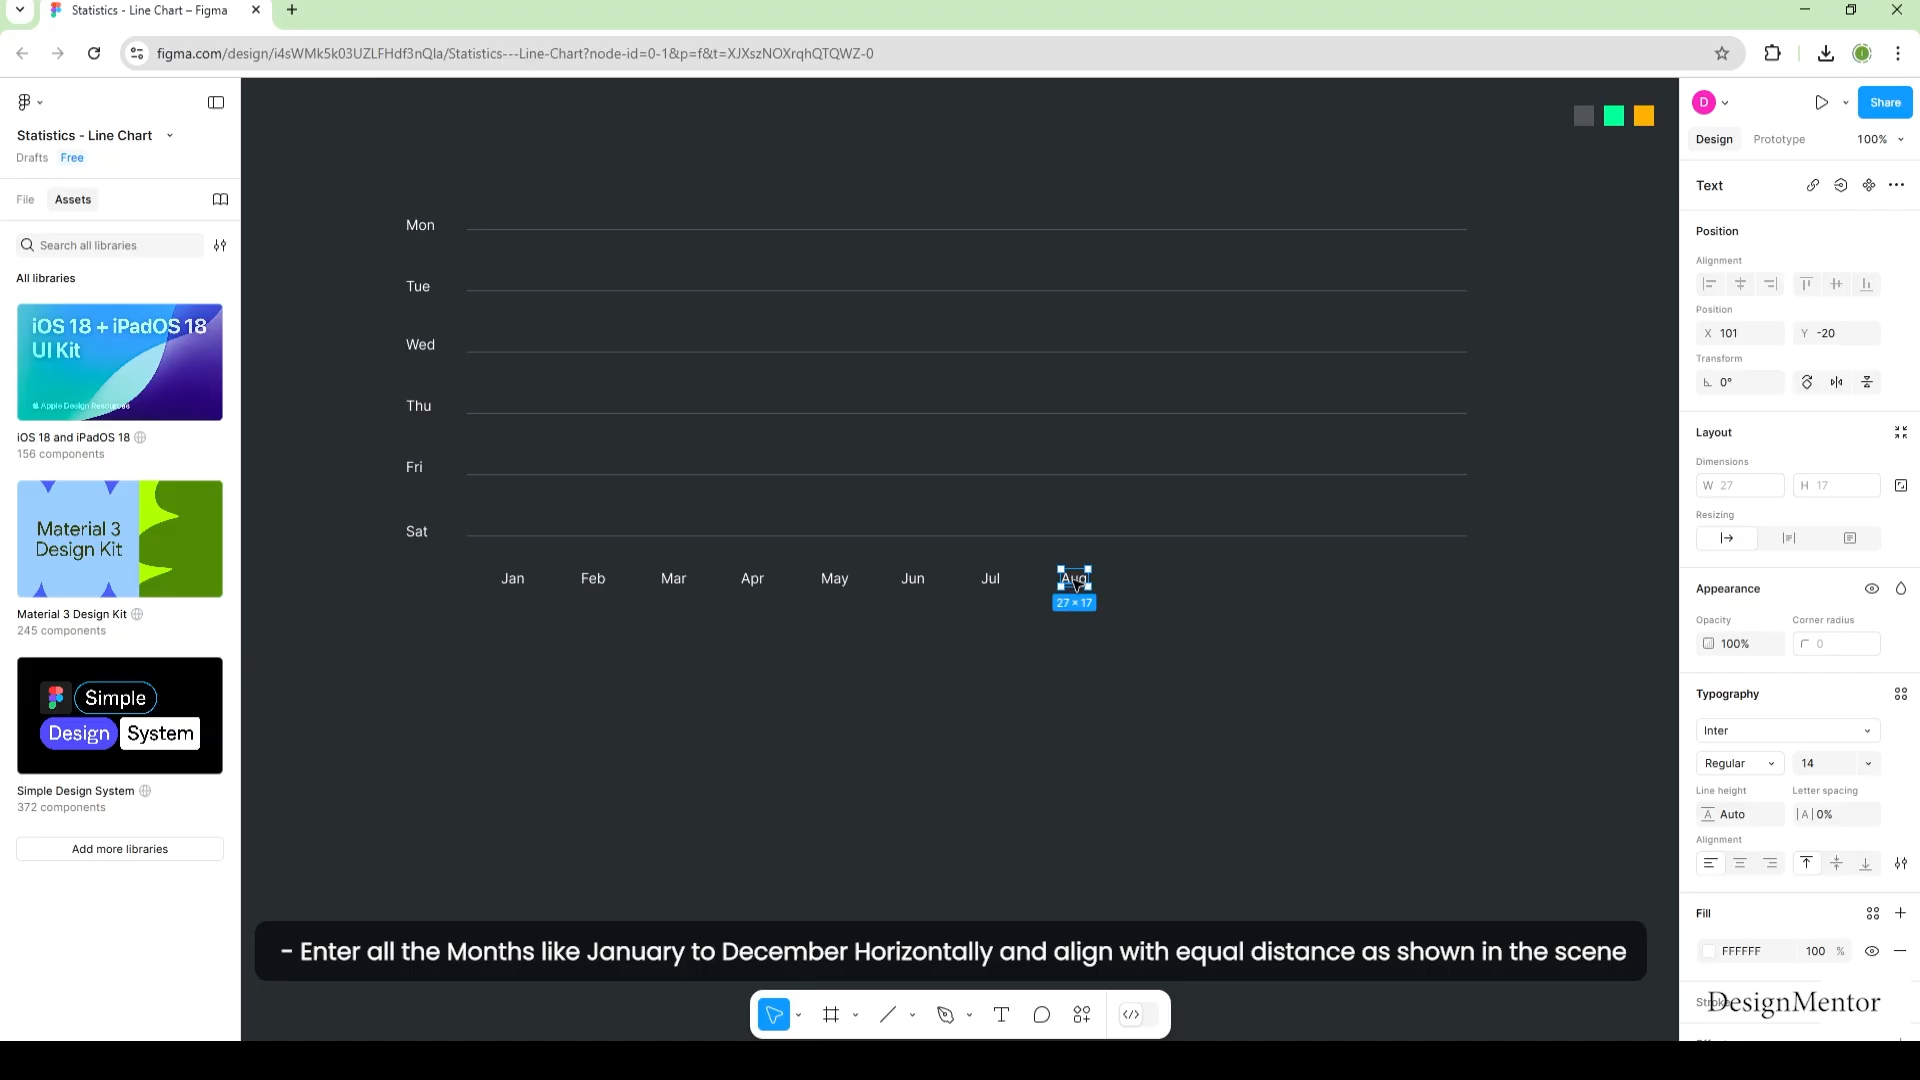 Statistics - Line Chart – Figma
figma.com/design/i4sWMk5k03UZLFHdf3nQla/Statistics---Line-Chart?node-id=0-1&p=f&t=XJXszNOXrqhQTQWZ-0
Statistics - Line Chart
Drafts Free
File Assets
Search all libraries
All libraries
iOS 18 + iPadOS 18
UI Kit
Apple Design Resources
iOS 18 and iPadOS 18
156 components
Material 3
Design Kit
Material 3 Design Kit
245 components
Simple
Design System
Simple Design System
372 components
Add more libraries
Mon
Tue
Wed
Thu
Fri
Sat
Jan Feb Mar Apr May Jun Jul Aug
27 × 17
- Enter all the Months like January to December Horizontally and align with equal distance as shown in the scene
D
Share
Design Prototype 100%
Text
Position
Alignment
Position
X 101 Y -20
Transform
0°
Layout
Dimensions
W 27 H 17
Resizing
Appearance
Opacity Corner radius
100% 0
Typography
Inter
Regular 14
Line height Letter spacing
Auto |A| 0%
Alignment
Fill
FFFFFF 100 %
DesignMentor